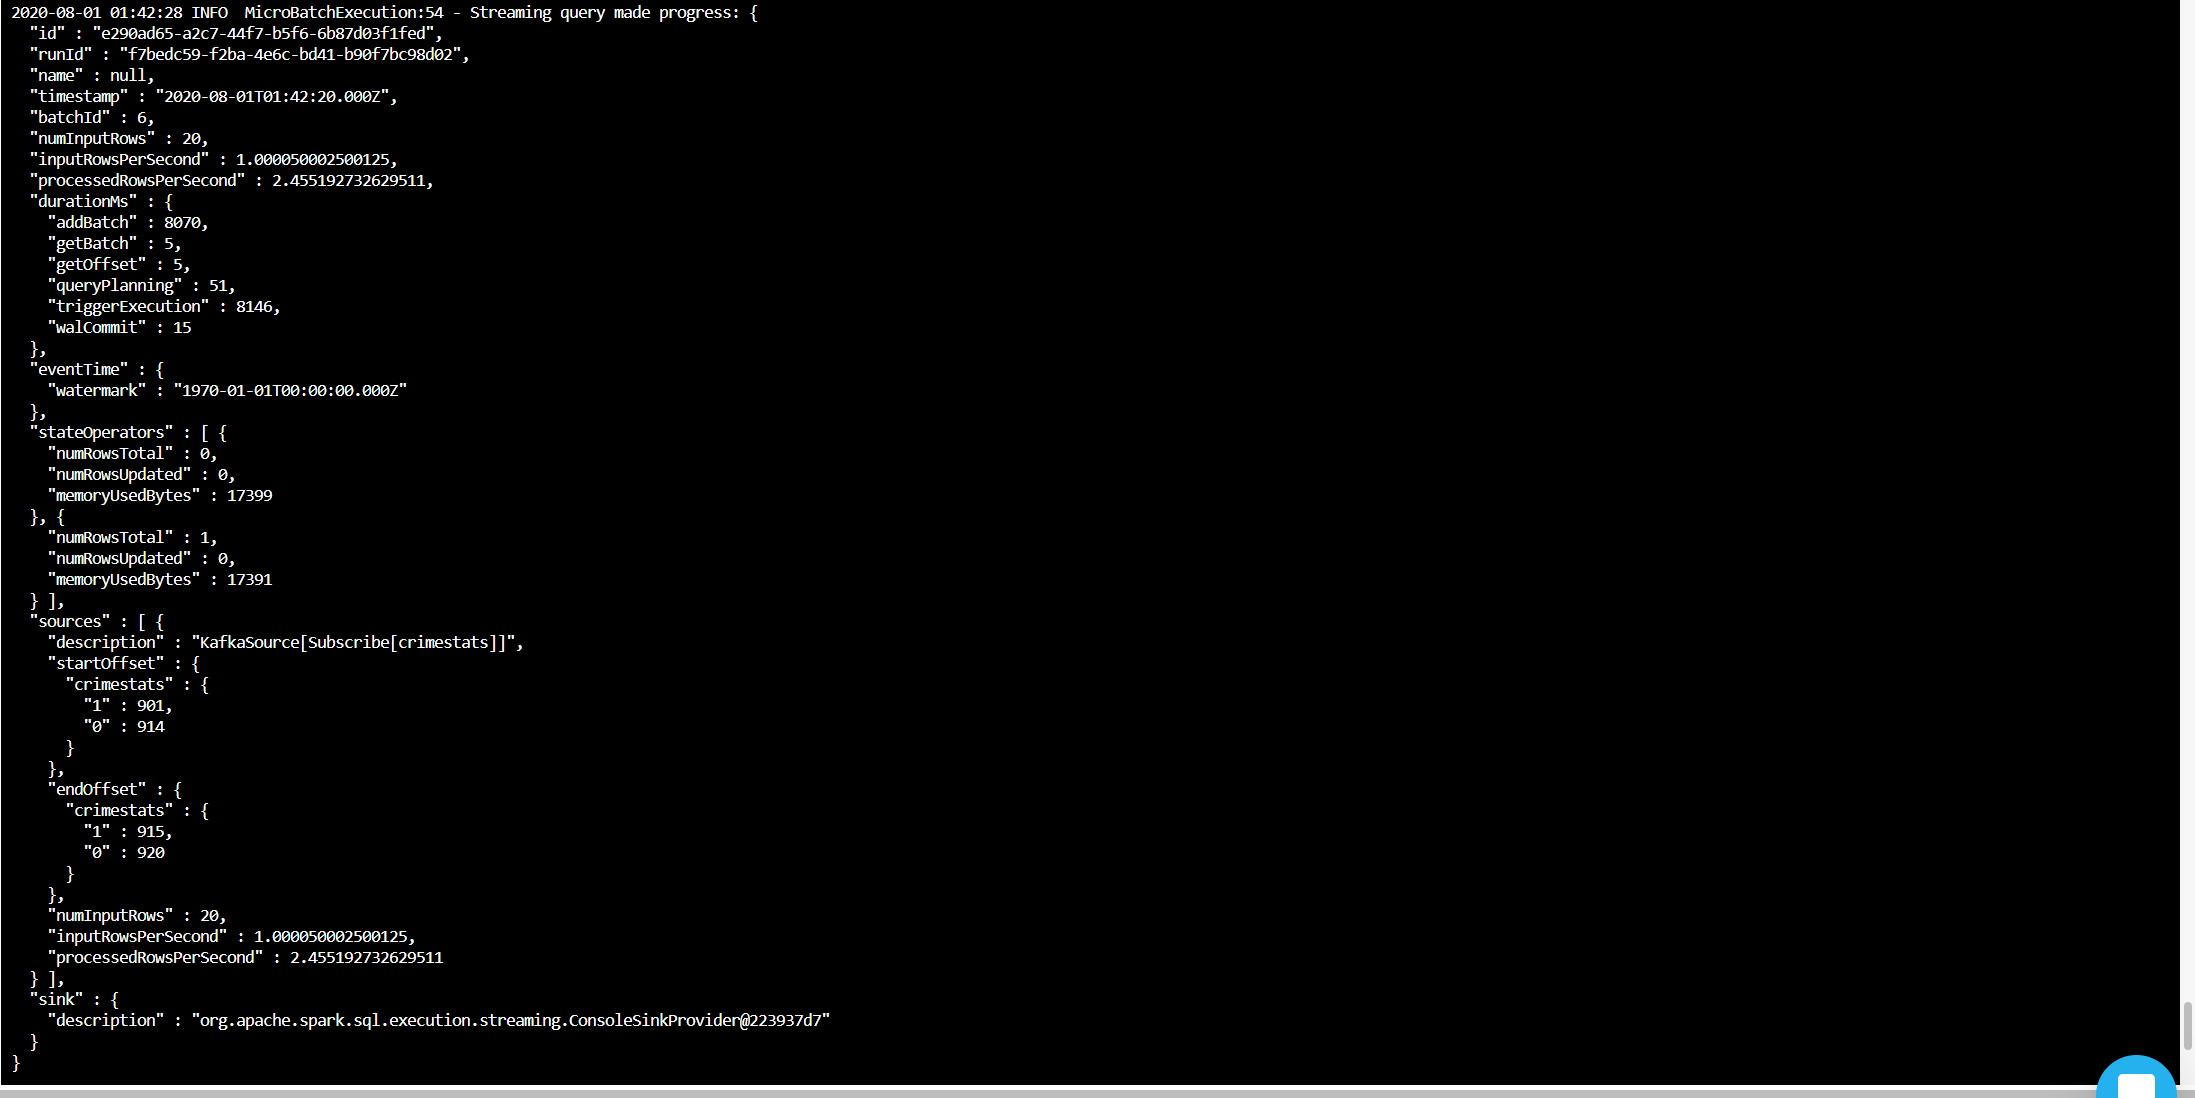 2020-08-01 01:42:28 INFO  MicroBatchExecution:54 - Streaming query made progress: {
  "id" : "e290ad65-a2c7-44f7-b5f6-6b87d03f1fed",
  "runId" : "f7bedc59-f2ba-4e6c-bd41-b90f7bc98d02",
  "name" : null,
  "timestamp" : "2020-08-01T01:42:20.000Z",
  "batchId" : 6,
  "numInputRows" : 20,
  "inputRowsPerSecond" : 1.000050002500125,
  "processedRowsPerSecond" : 2.455192732629511,
  "durationMs" : {
    "addBatch" : 8070,
    "getBatch" : 5,
    "getOffset" : 5,
    "queryPlanning" : 51,
    "triggerExecution" : 8146,
    "walCommit" : 15
  },
  "eventTime" : {
    "watermark" : "1970-01-01T00:00:00.000Z"
  },
  "stateOperators" : [ {
    "numRowsTotal" : 0,
    "numRowsUpdated" : 0,
    "memoryUsedBytes" : 17399
  }, {
    "numRowsTotal" : 1,
    "numRowsUpdated" : 0,
    "memoryUsedBytes" : 17391
  } ],
  "sources" : [ {
    "description" : "KafkaSource[Subscribe[crimestats]]",
    "startOffset" : {
      "crimestats" : {
        "1" : 901,
        "0" : 914
      }
    },
    "endOffset" : {
      "crimestats" : {
        "1" : 915,
        "0" : 920
      }
    },
    "numInputRows" : 20,
    "inputRowsPerSecond" : 1.000050002500125,
    "processedRowsPerSecond" : 2.455192732629511
  } ],
  "sink" : {
    "description" : "org.apache.spark.sql.execution.streaming.ConsoleSinkProvider@223937d7"
  }
}